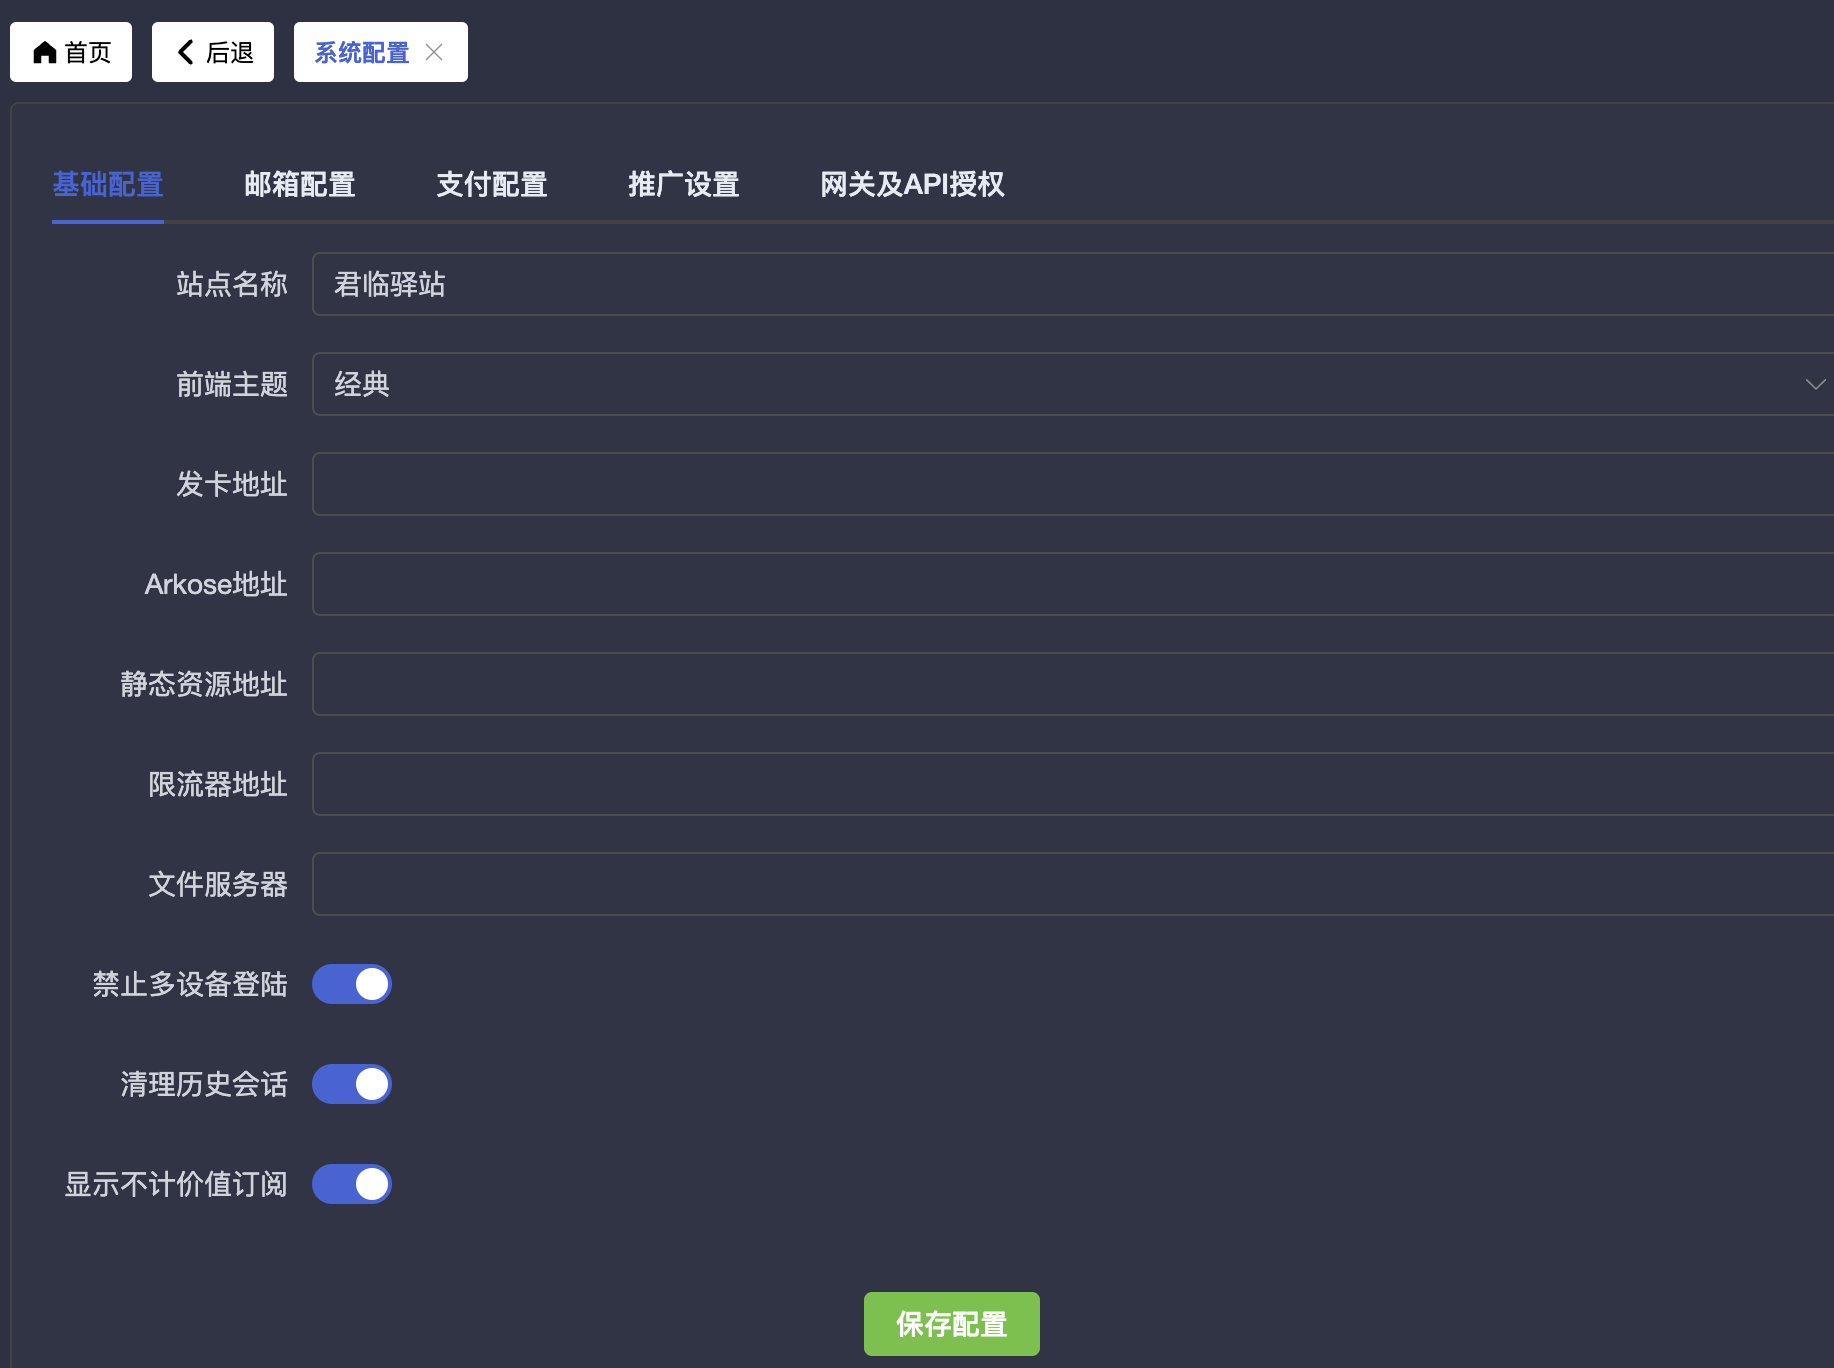 首页 后退 系统配置
基础配置 邮箱配置 支付配置 推广设置 网关及API授权
站点名称 君临驿站
前端主题 经典
发卡地址
Arkose地址
静态资源地址
限流器地址
文件服务器
禁止多设备登陆
清理历史会话
显示不计价值订阅
保存配置